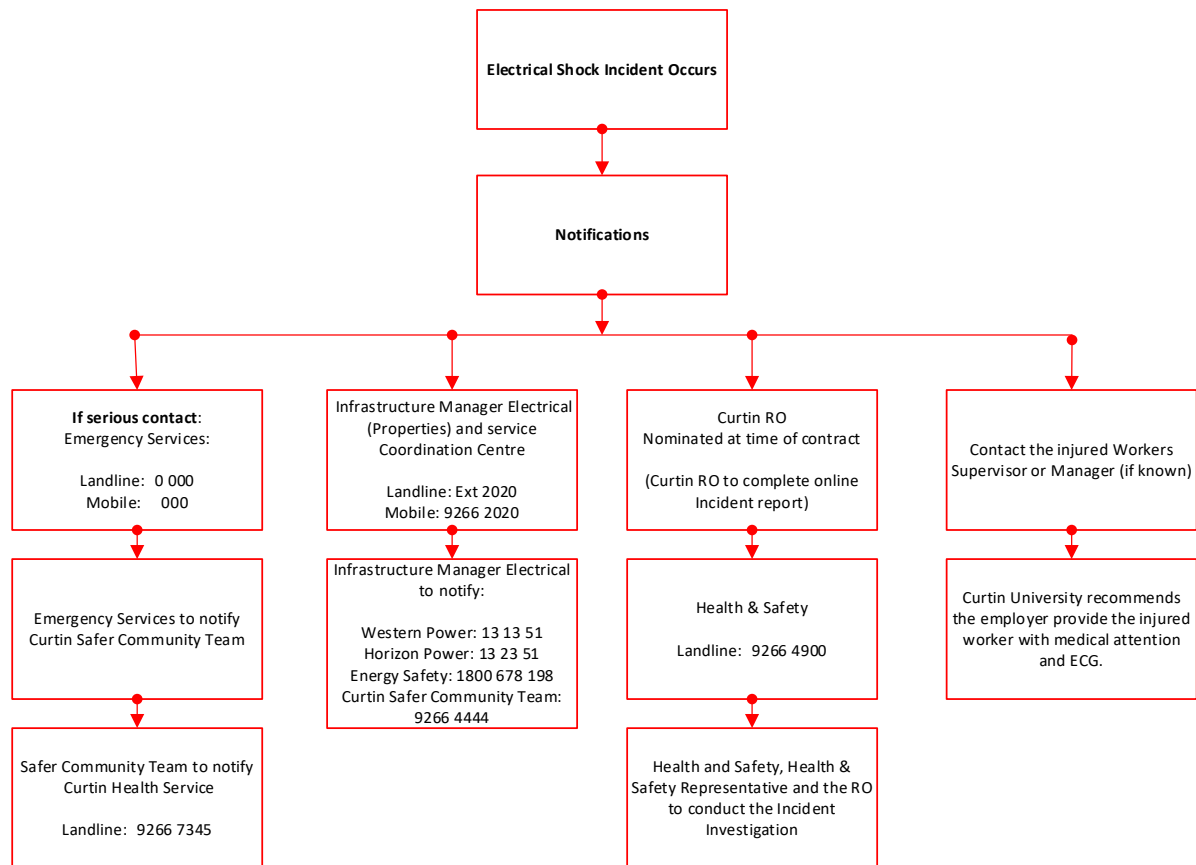 Electrical Shock Incident Occurs
Notifications
If serious contact:
Emergency Services:
Landline: 0 000
Mobile: 000
Infrastructure Manager Electrical
(Properties) and service
Coordination Centre
Landline: Ext 2020
Mobile: 9266 2020
Curtin RO
Nominated at time of contract
(Curtin RO to complete online
Incident report)
Contact the injured Workers
Supervisor or Manager (if known)
Emergency Services to notify
Curtin Safer Community Team
Infrastructure Manager Electrical
to notify:
Western Power: 13 13 51
Horizon Power: 13 23 51
Energy Safety: 1800 678 198
Curtin Safer Community Team:
9266 4444
Health & Safety
Landline: 9266 4900
Curtin University recommends
the employer provide the injured
worker with medical attention
and ECG.
Safer Community Team to notify
Curtin Health Service
Landline: 9266 7345
Health and Safety, Health &
Safety Representative and the RO
to conduct the Incident
Investigation